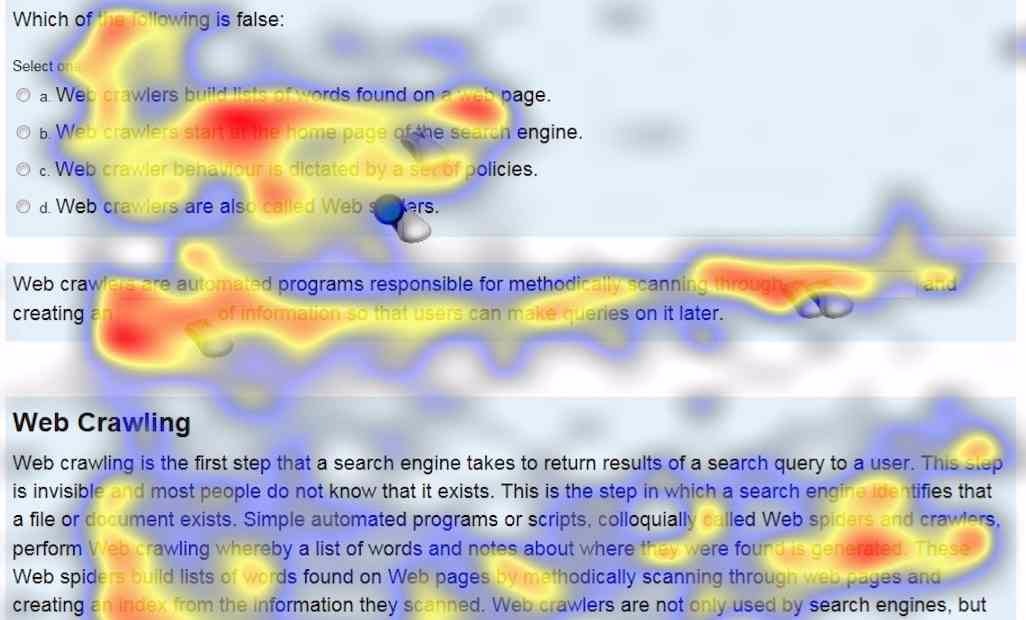 Which of the following is false:
Select one:
a. Web crawlers build lists of words found on a web page.
b. Web crawlers start at the home page of the search engine.
c. Web crawler behaviour is dictated by a set of policies.
d. Web crawlers are also called Web spiders.
Web crawlers are automated programs responsible for methodically scanning through and
creating an of information so that users can make queries on it later.
Web Crawling
Web crawling is the first step that a search engine takes to return results of a search query to a user. This step
is invisible and most people do not know that it exists. This is the step in which a search engine identifies that
a file or document exists. Simple automated programs or scripts, colloquially called Web spiders and crawlers,
perform Web crawling whereby a list of words and notes about where they were found is generated. These
Web spiders build lists of words found on Web pages by methodically scanning through web pages and
creating an index from the information they scanned. Web crawlers are not only used by search engines, but